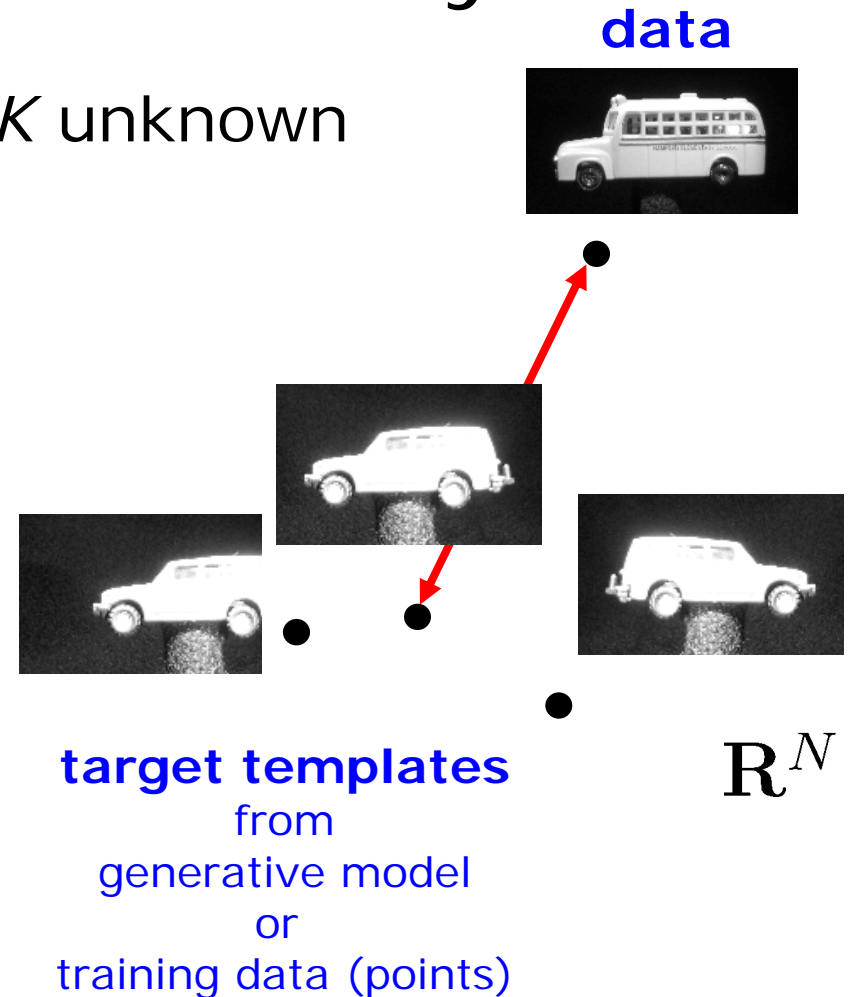 data
K unknown
R^N
target templates
from
generative model
or
training data (points)